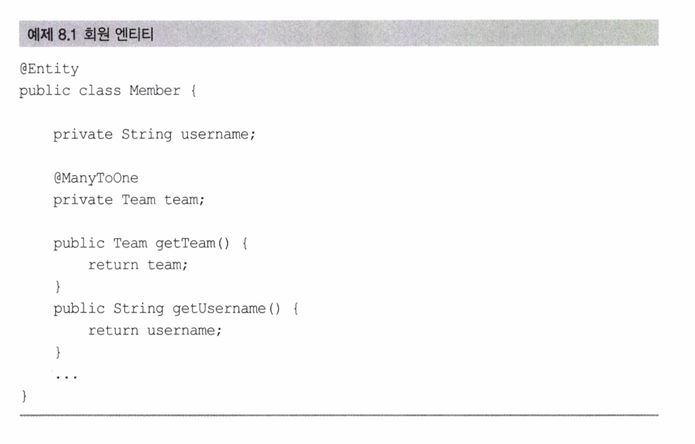 예제 8.1 회원 엔티티
@Entity
public class Member {
private String username;
@ManyToOne
private Team team;
public Team getTeam() {
return team;
}
public String getUsername() {
return username;
}
...
}